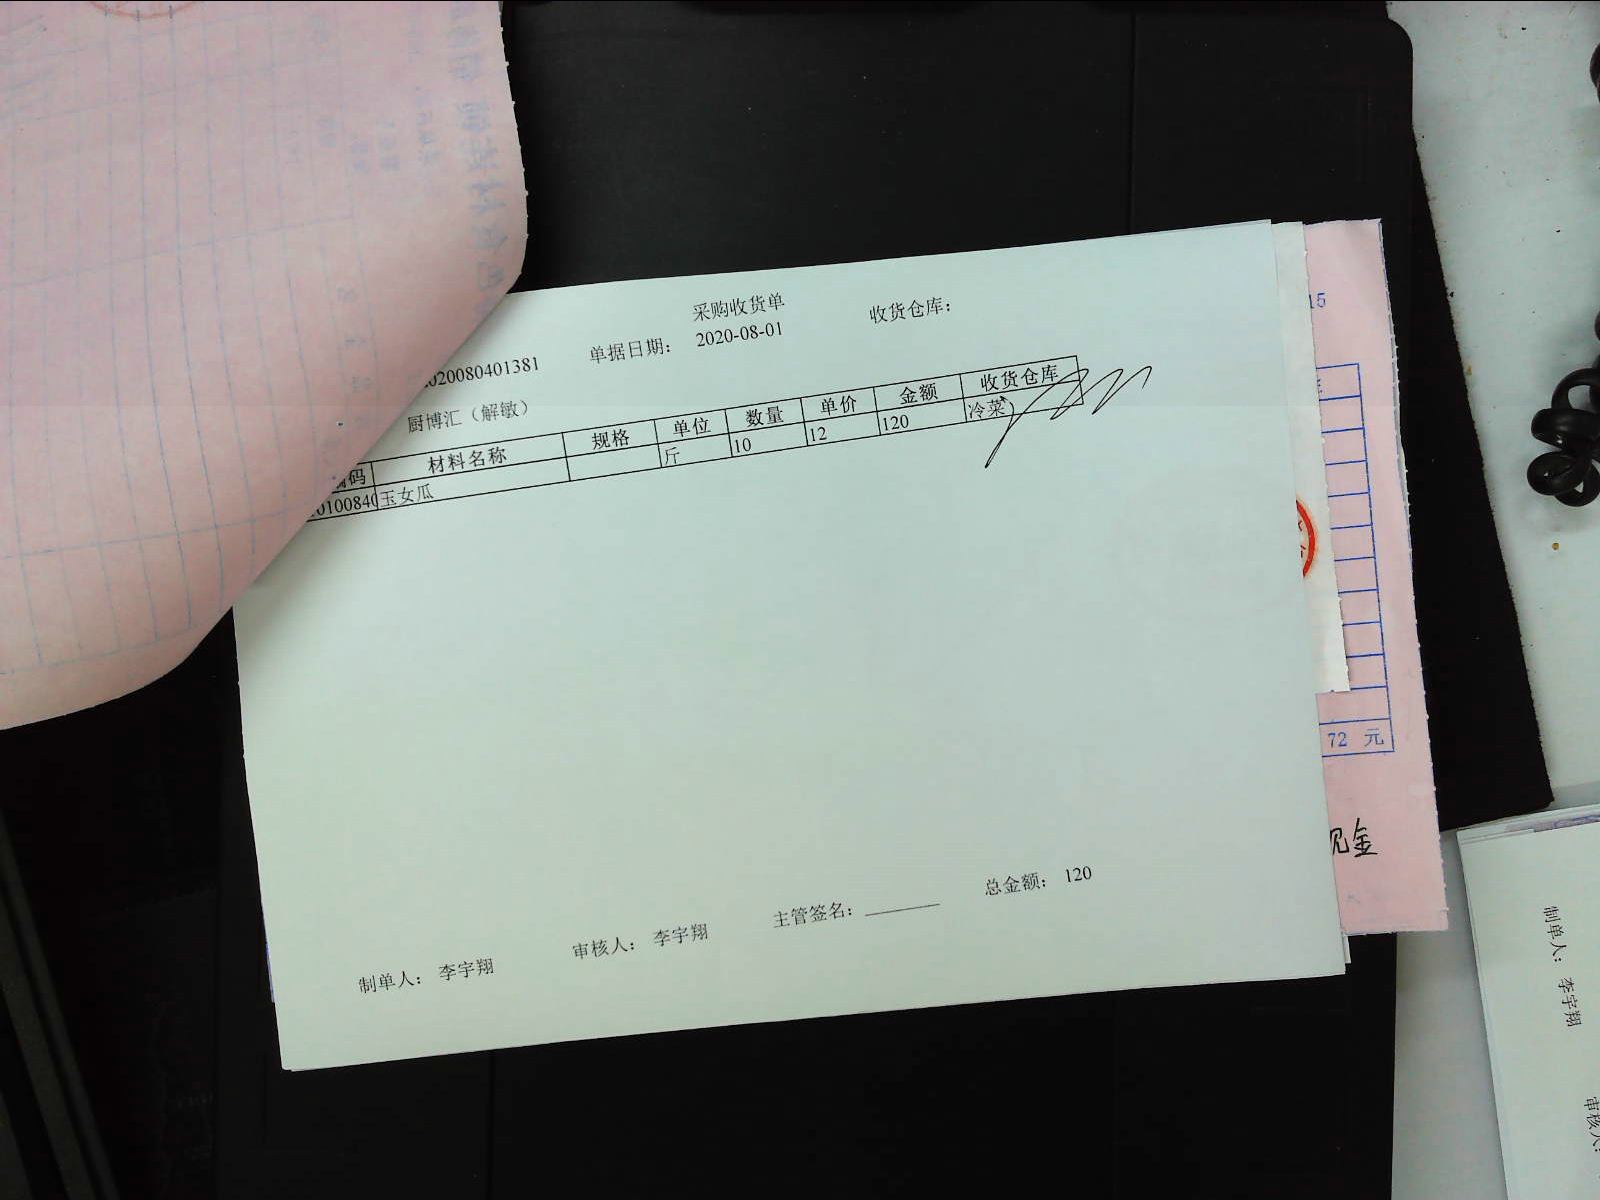 采购收货单
020080401381 单据日期: 2020-08-01 收货仓库:
厨博汇（解敏）
编码 材料名称 规格 单位 数量 单价 金额 收货仓库
0100840 玉女瓜 斤 10 12 120 冷菜
总金额: 120
制单人: 李宇翔 审核人: 李宇翔 主管签名:
15
72 元
现金
制单人: 李宇翔
审核人: